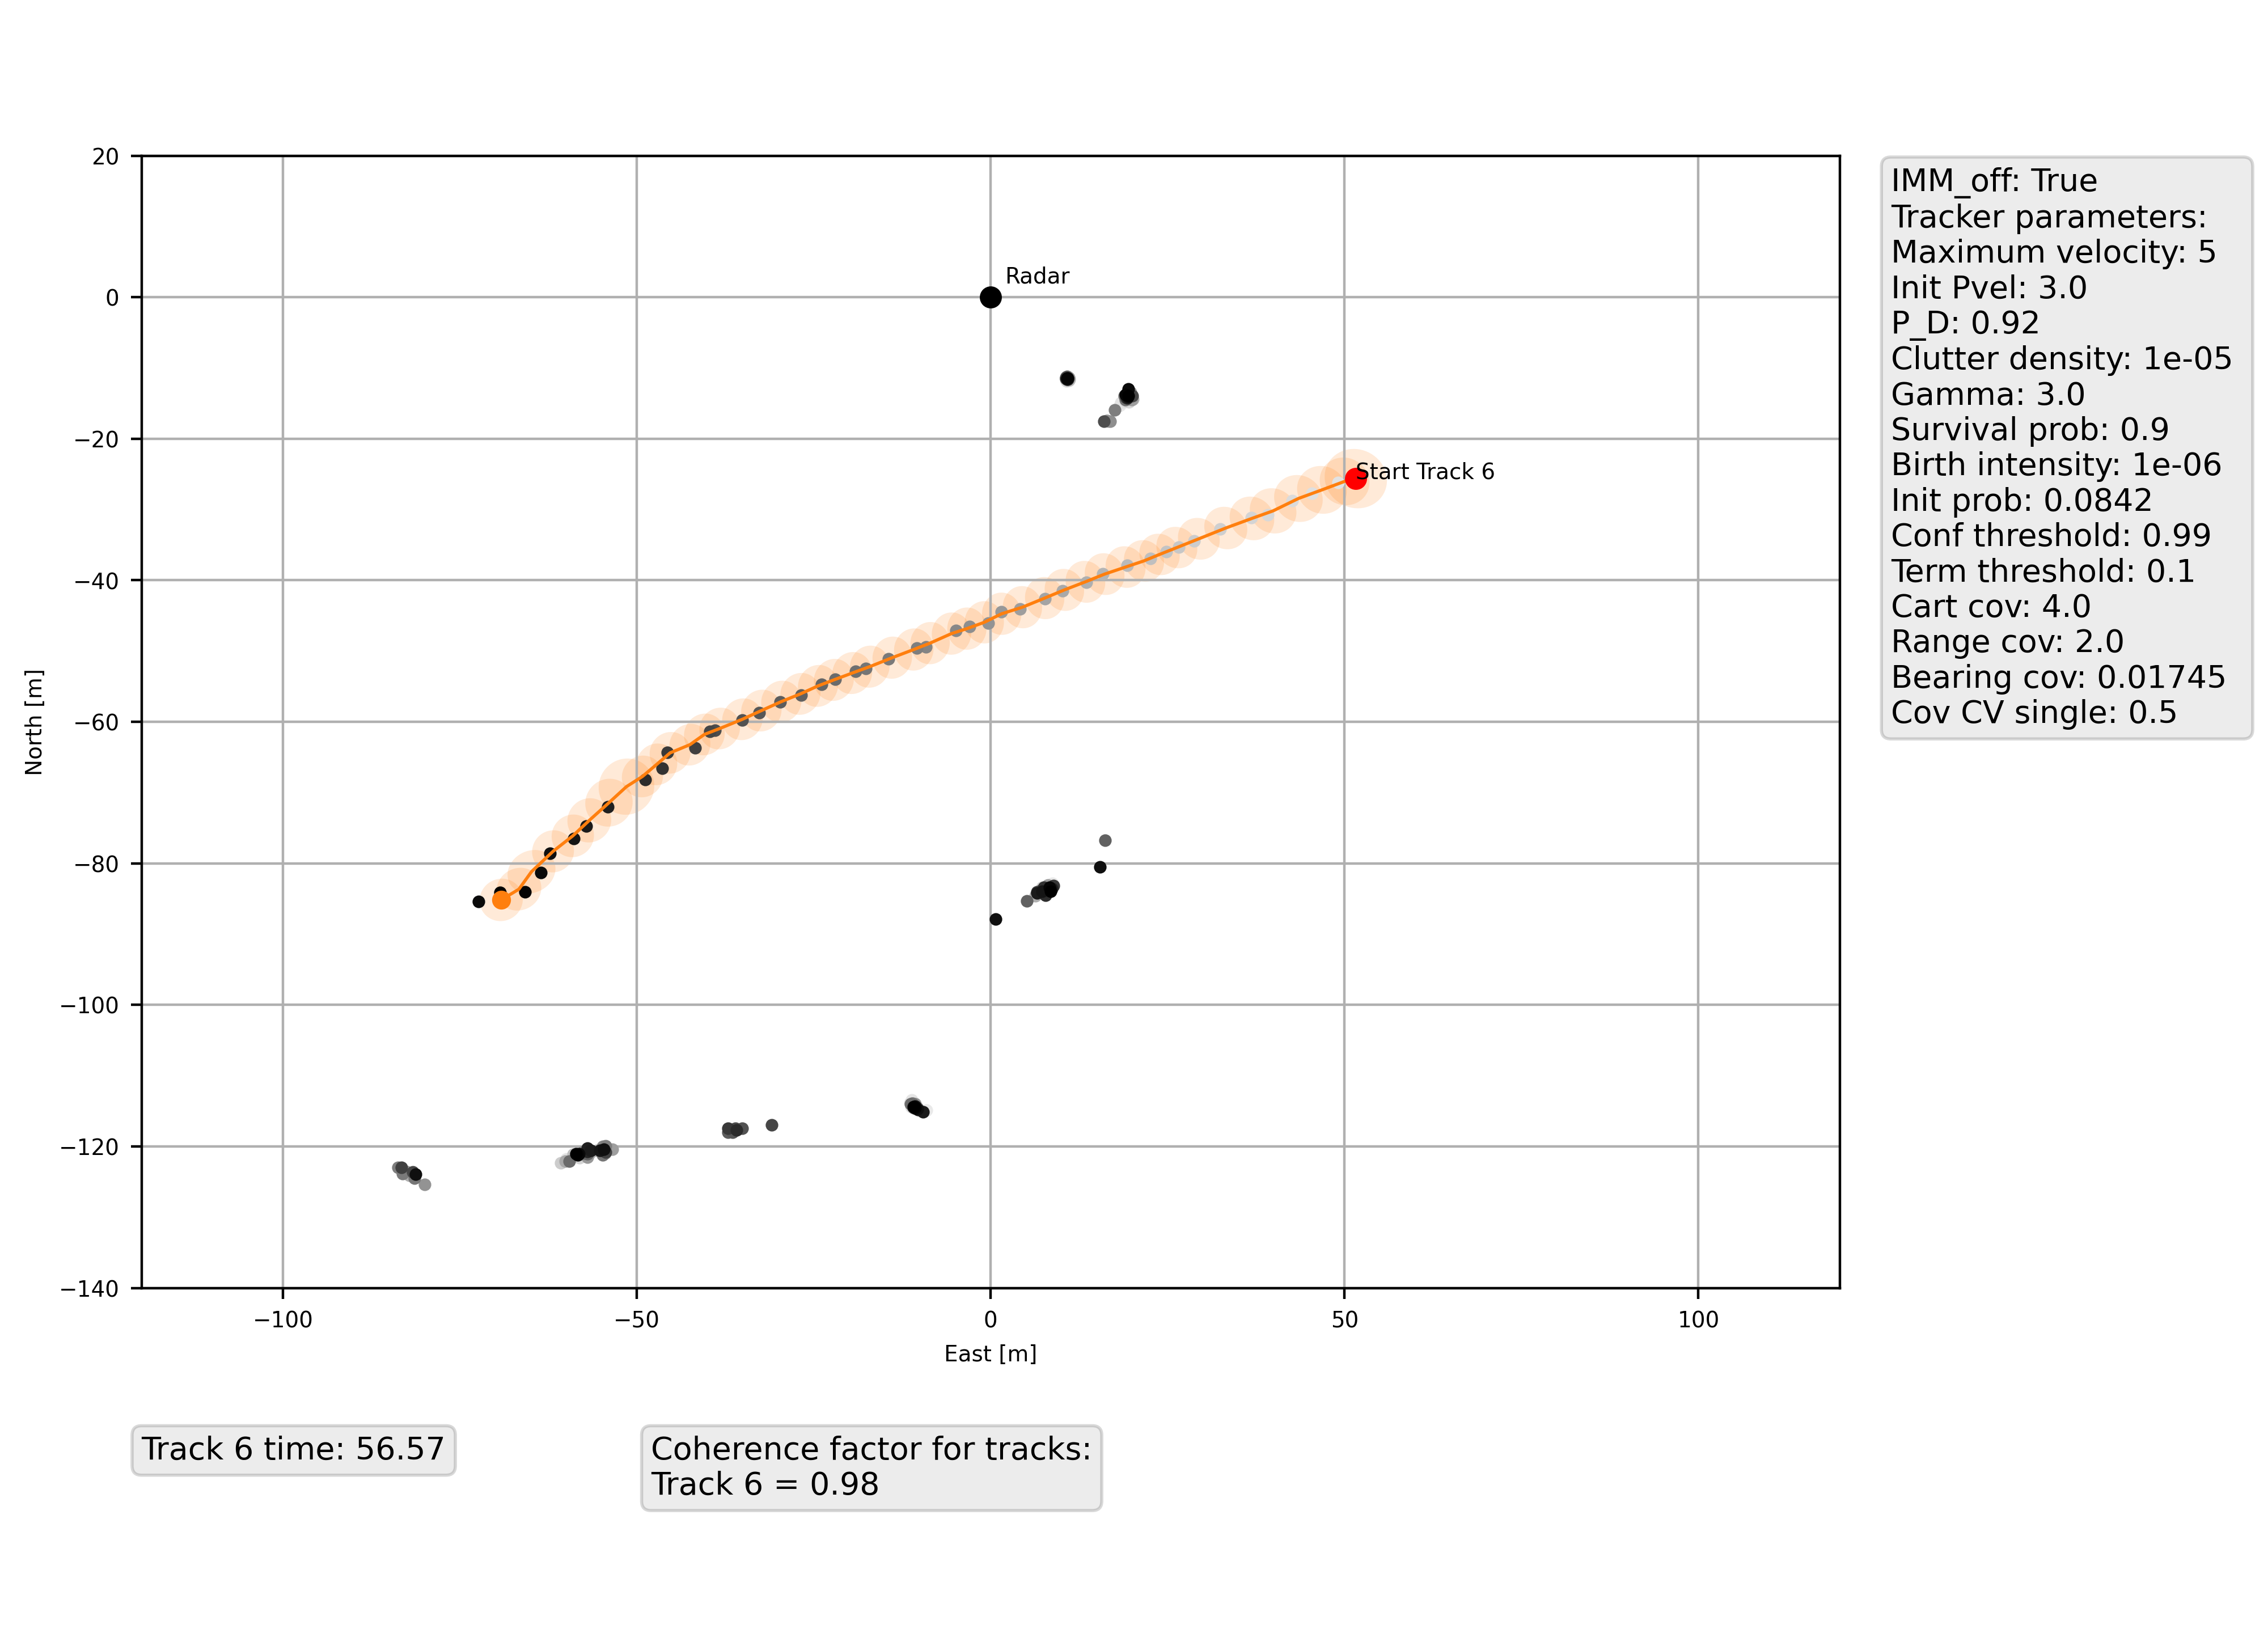 20
0
−20
−40
−60
−80
−100
−120
−140
North [m]
Radar
Start Track 6
−100
−50
0
50
100
East [m]
IMM_off: True
Tracker parameters:
Maximum velocity: 5
Init Pvel: 3.0
P_D: 0.92
Clutter density: 1e-05
Gamma: 3.0
Survival prob: 0.9
Birth intensity: 1e-06
Init prob: 0.0842
Conf threshold: 0.99
Term threshold: 0.1
Cart cov: 4.0
Range cov: 2.0
Bearing cov: 0.01745
Cov CV single: 0.5
Track 6 time: 56.57
Coherence factor for tracks:
Track 6 = 0.98